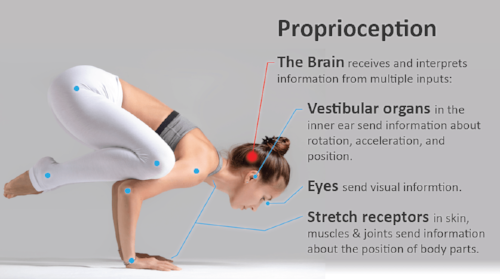 Proprioception
The Brain receives and interprets
information from multiple inputs:
Vestibular organs in the
inner ear send information about
rotation, acceleration, and
position.
Eyes send visual informtion.
Stretch receptors in skin,
muscles & joints send information
about the position of body parts.